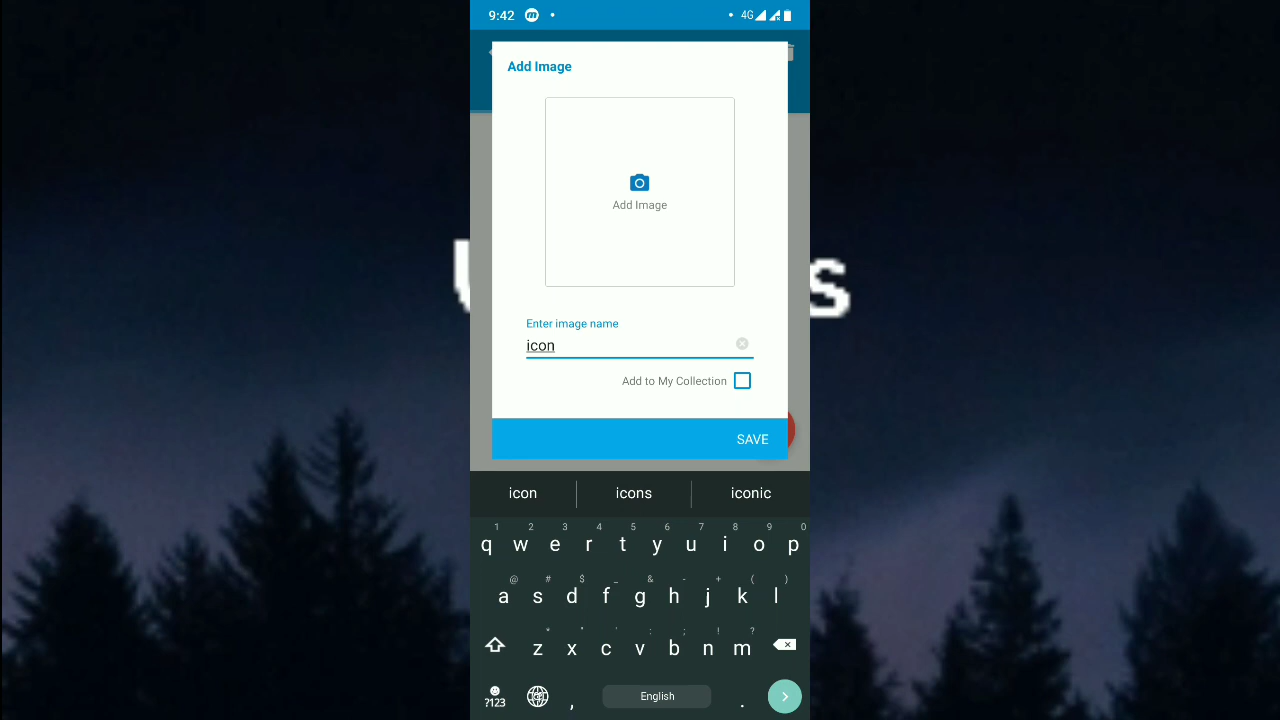 9:42 4G
Add Image
Add Image
Enter image name
icon
Add to My Collection
SAVE
s
icon icons iconic
1 2 3 4 5 6 7 8 9 0
q w e r t y u i o p
@ # $ _ & - + ( )
a s d f g h j k l
* " ' : ; ! ?
z x c v b n m
?123 , English .